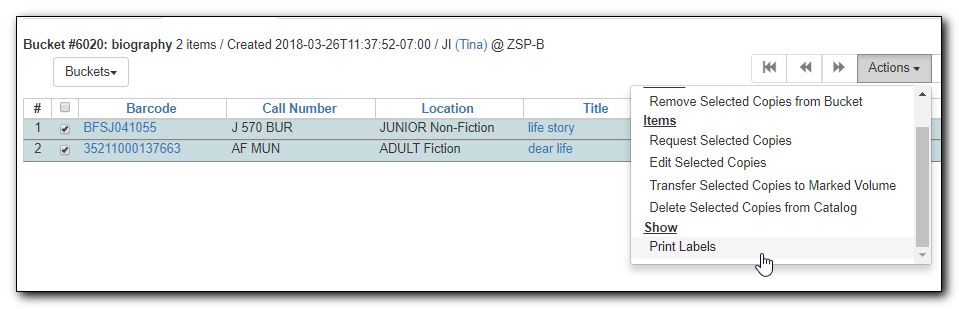 Bucket #6020: biography 2 items / Created 2018-03-26T11:37:52-07:00 / JI (Tina) @ ZSP-B
Buckets
Actions
# Barcode Call Number Location Title
1 BFSJ041055 J 570 BUR JUNIOR Non-Fiction life story
2 35211000137663 AF MUN ADULT Fiction dear life
Remove Selected Copies from Bucket
Items
Request Selected Copies
Edit Selected Copies
Transfer Selected Copies to Marked Volume
Delete Selected Copies from Catalog
Show
Print Labels